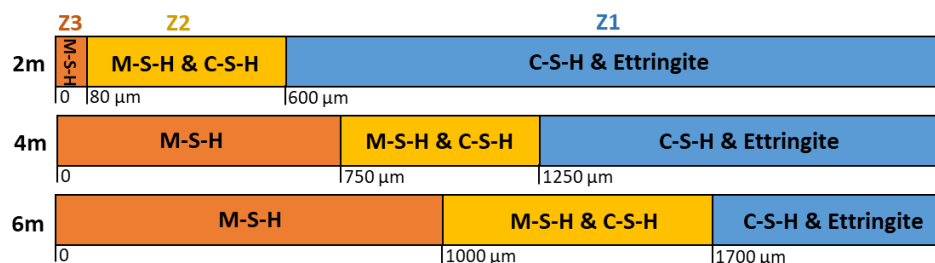 Z3 Z2 Z1
2m M-S-H M-S-H & C-S-H C-S-H & Ettringite
0 80 µm 600 µm
4m M-S-H M-S-H & C-S-H C-S-H & Ettringite
0 750 µm 1250 µm
6m M-S-H M-S-H & C-S-H C-S-H & Ettringite
0 1000 µm 1700 µm